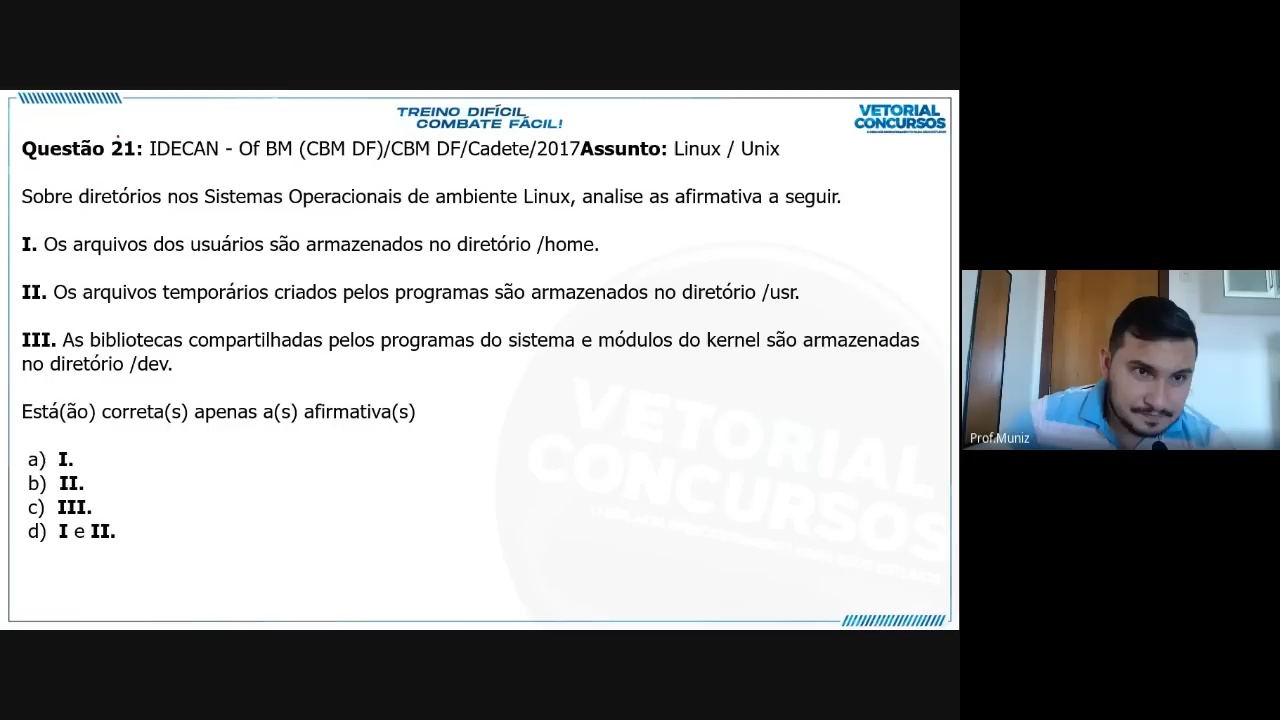 TREINO DIFÍCIL
COMBATE FÁCIL!
VETORIAL
CONCURSOS
Questão 21: IDECAN - Of BM (CBM DF)/CBM DF/Cadete/2017Assunto: Linux / Unix
Sobre diretórios nos Sistemas Operacionais de ambiente Linux, analise as afirmativa a seguir.
I. Os arquivos dos usuários são armazenados no diretório /home.
II. Os arquivos temporários criados pelos programas são armazenados no diretório /usr.
III. As bibliotecas compartilhadas pelos programas do sistema e módulos do kernel são armazenadas
no diretório /dev.
Está(ão) correta(s) apenas a(s) afirmativa(s)
a) I.
b) II.
c) III.
d) I e II.
VETORIAL
CONCURSOS
Prof.Muniz